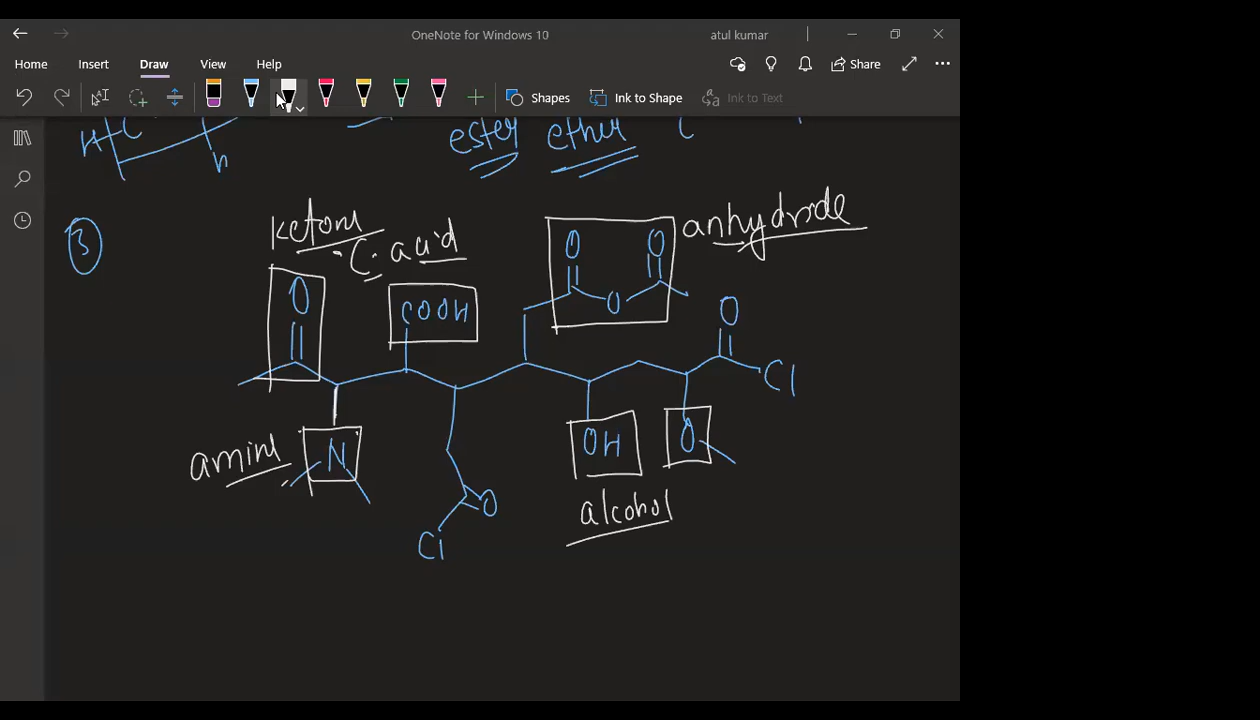 OneNote for Windows 10
atul kumar
Home Insert Draw View Help
Share
Shapes Ink to Shape Ink to Text
H C
h
ester ether
3
ketone
C. acid
anhydride
O
COOH
O O
O
O
Cl
amine
N
OH
O
O
Cl
alcohol